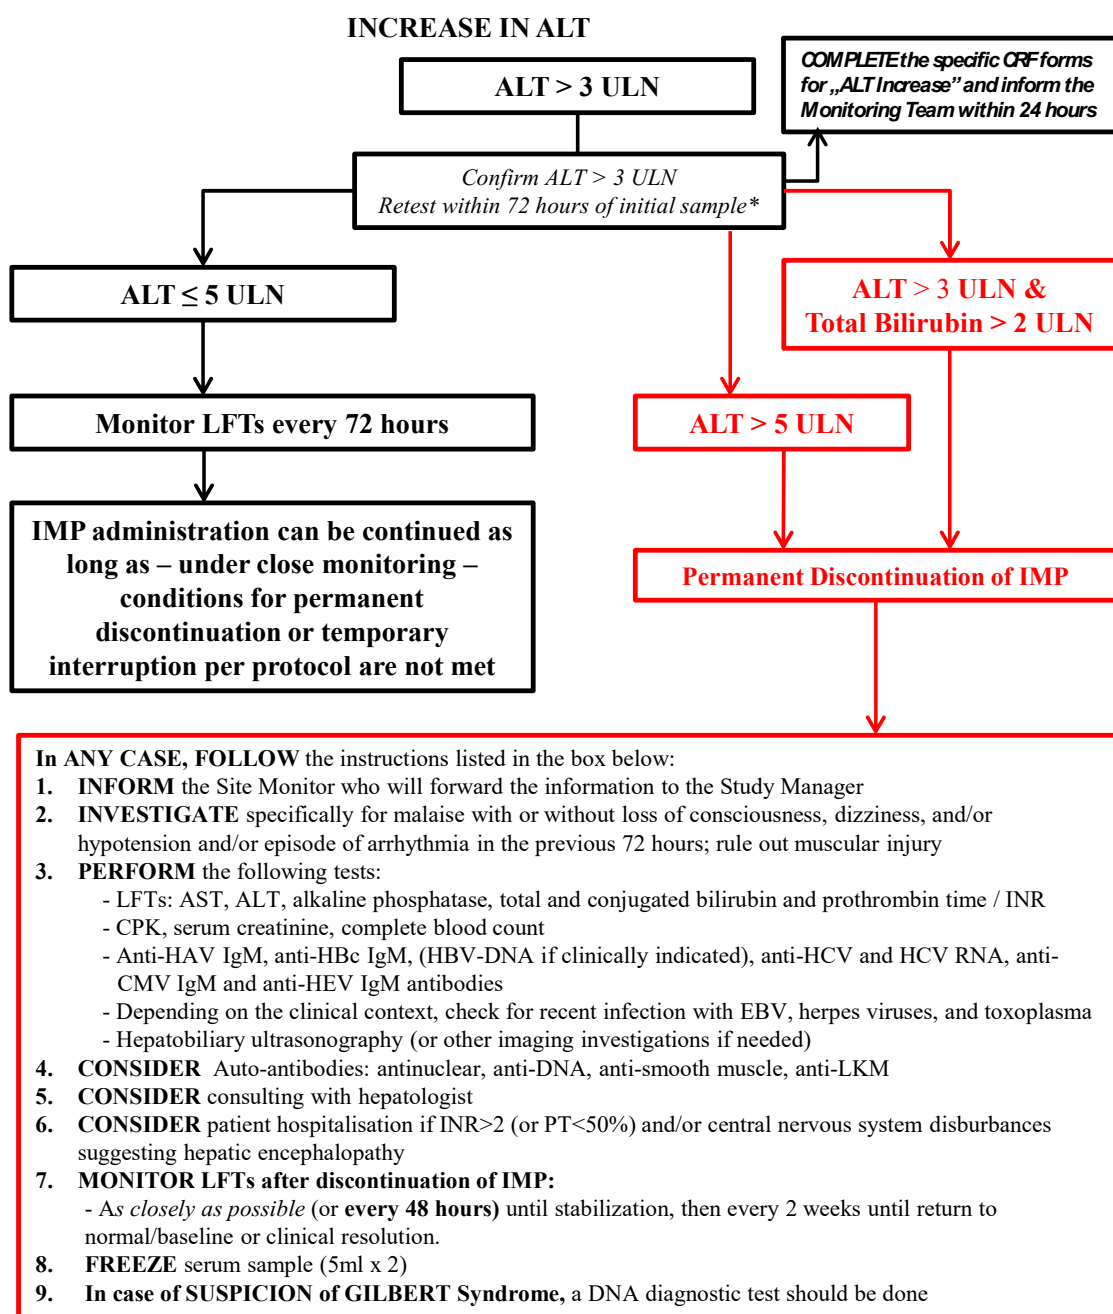 INCREASE IN ALT
ALT > 3 ULN
COMPLETE the specific CRF forms
for „ALT Increase” and inform the
Monitoring Team within 24 hours
Confirm ALT > 3 ULN
Retest within 72 hours of initial sample*
ALT ≤ 5 ULN
ALT > 3 ULN &
Total Bilirubin > 2 ULN
Monitor LFTs every 72 hours
ALT > 5 ULN
IMP administration can be continued as
long as – under close monitoring –
conditions for permanent
discontinuation or temporary
interruption per protocol are not met
Permanent Discontinuation of IMP
In ANY CASE, FOLLOW the instructions listed in the box below:
1. INFORM the Site Monitor who will forward the information to the Study Manager
2. INVESTIGATE specifically for malaise with or without loss of consciousness, dizziness, and/or
hypotension and/or episode of arrhythmia in the previous 72 hours; rule out muscular injury
3. PERFORM the following tests:
- LFTs: AST, ALT, alkaline phosphatase, total and conjugated bilirubin and prothrombin time / INR
- CPK, serum creatinine, complete blood count
- Anti-HAV IgM, anti-HBc IgM, (HBV-DNA if clinically indicated), anti-HCV and HCV RNA, anti-
CMV IgM and anti-HEV IgM antibodies
- Depending on the clinical context, check for recent infection with EBV, herpes viruses, and toxoplasma
- Hepatobiliary ultrasonography (or other imaging investigations if needed)
4. CONSIDER Auto-antibodies: antinuclear, anti-DNA, anti-smooth muscle, anti-LKM
5. CONSIDER consulting with hepatologist
6. CONSIDER patient hospitalisation if INR>2 (or PT<50%) and/or central nervous system disburbances
suggesting hepatic encephalopathy
7. MONITOR LFTs after discontinuation of IMP:
- As closely as possible (or every 48 hours) until stabilization, then every 2 weeks until return to
normal/baseline or clinical resolution.
8. FREEZE serum sample (5ml x 2)
9. In case of SUSPICION of GILBERT Syndrome, a DNA diagnostic test should be done